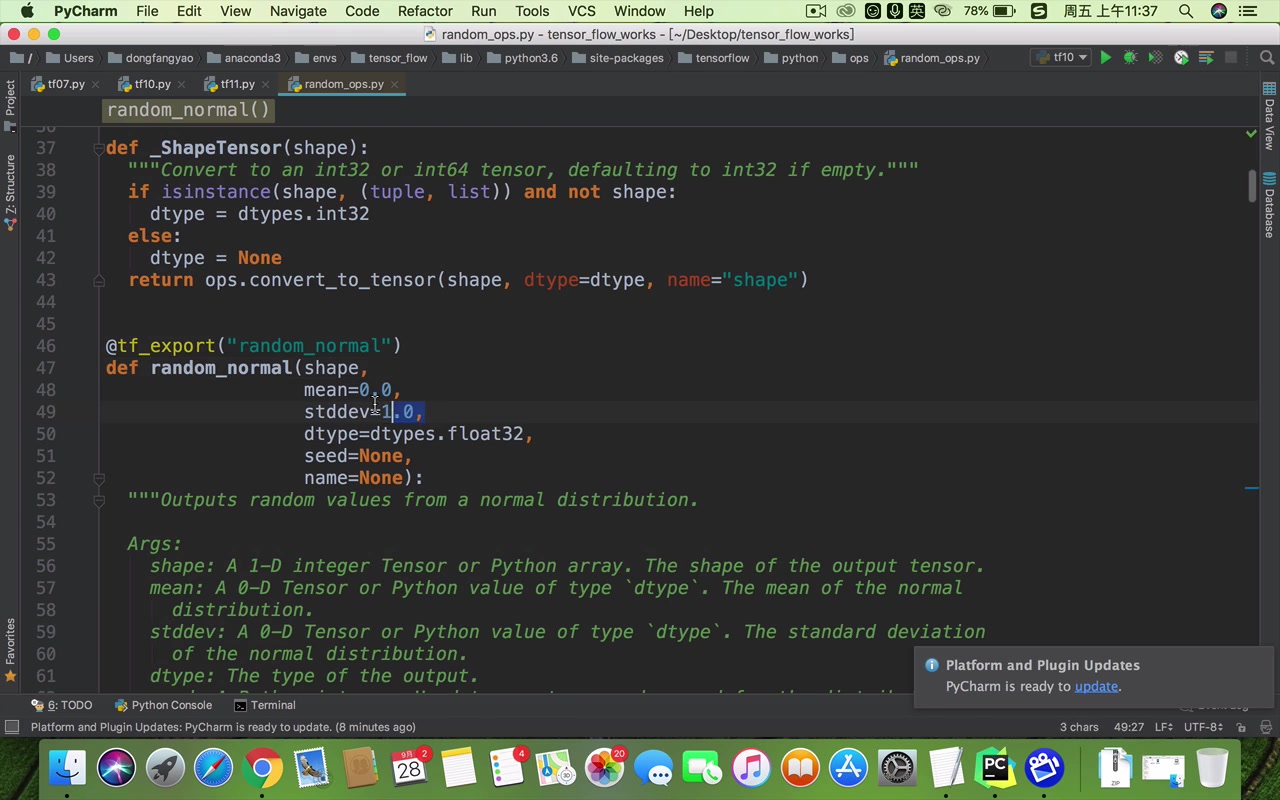 PyCharm File Edit View Navigate Code Refactor Run Tools VCS Window Help 英 78% 周五 上午11:37
random_ops.py - tensor_flow_works - [~/Desktop/tensor_flow_works]
/ Users dongfangyao anaconda3 envs tensor_flow lib python3.6 site-packages tensorflow python ops random_ops.py tf10
tf07.py tf10.py tf11.py random_ops.py
random_normal()
37 def _ShapeTensor(shape):
38 """Convert to an int32 or int64 tensor, defaulting to int32 if empty."""
39 if isinstance(shape, (tuple, list)) and not shape:
40 dtype = dtypes.int32
41 else:
42 dtype = None
43 return ops.convert_to_tensor(shape, dtype=dtype, name="shape")
44
45
46 @tf_export("random_normal")
47 def random_normal(shape,
48 mean=0.0,
49 stddev=1.0,
50 dtype=dtypes.float32,
51 seed=None,
52 name=None):
53 """Outputs random values from a normal distribution.
54
55 Args:
56 shape: A 1-D integer Tensor or Python array. The shape of the output tensor.
57 mean: A 0-D Tensor or Python value of type `dtype`. The mean of the normal
58 distribution.
59 stddev: A 0-D Tensor or Python value of type `dtype`. The standard deviation
60 of the normal distribution.
61 dtype: The type of the output.
Project
Z: Structure
Favorites
Data View
Database
Platform and Plugin Updates
PyCharm is ready to update.
6: TODO Python Console Terminal
Platform and Plugin Updates: PyCharm is ready to update. (8 minutes ago) 3 chars 49:27 LF UTF-8
9月 28 2 4 20 PC ZIP